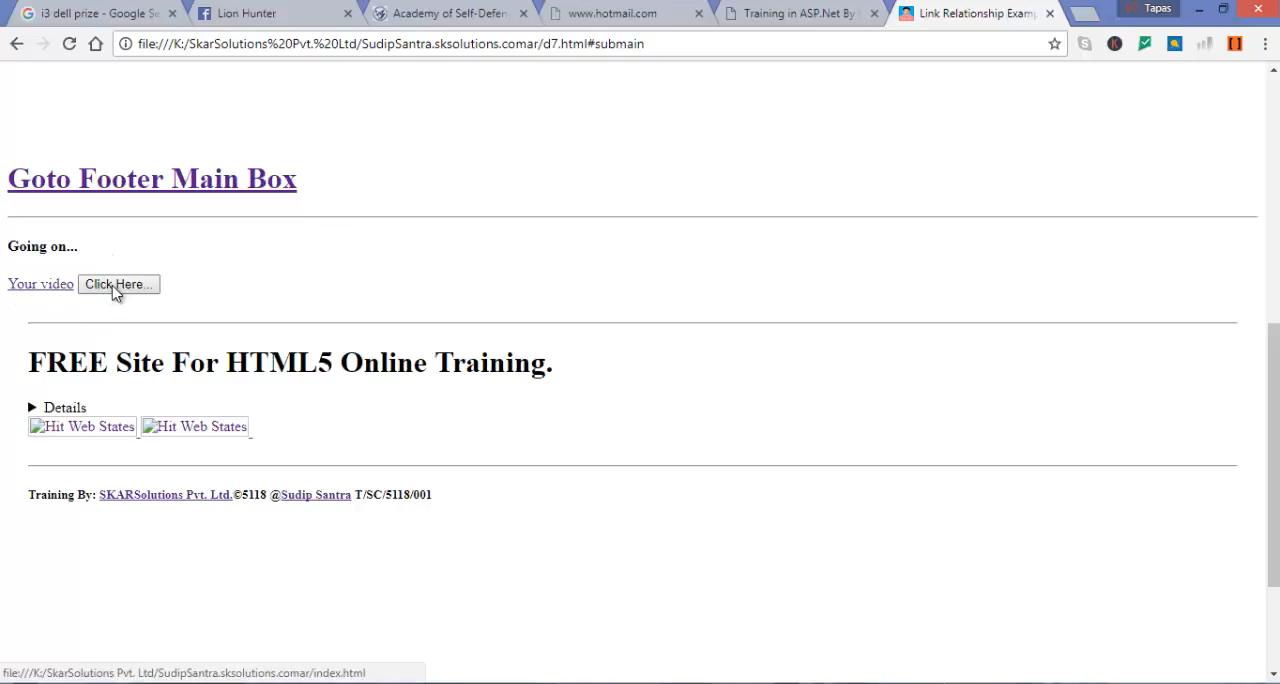 i3 dell prize - Google Se
Lion Hunter
Academy of Self-Defen
www.hotmail.com
Training in ASP.Net By
Link Relationship Examp
Tapas
file:///K:/SkarSolutions%20Pvt.%20Ltd/SudipSantra.sksolutions.comar/d7.html#submain
Goto Footer Main Box
Going on...
Your video Click Here...
FREE Site For HTML5 Online Training.
Details
Hit Web States Hit Web States
Training By: SKARSolutions Pvt. Ltd.©5118 @Sudip Santra T/SC/5118/001
file:///K:/SkarSolutions Pvt. Ltd/SudipSantra.sksolutions.comar/index.html